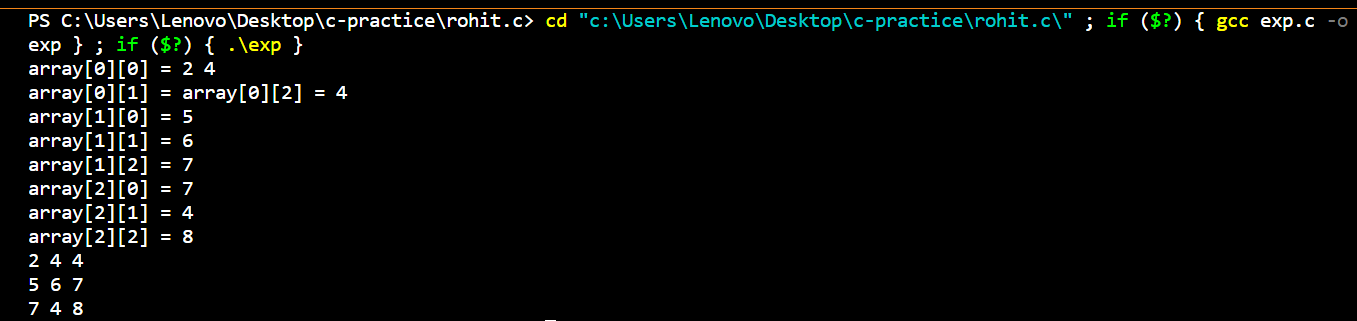 PS C:\Users\Lenovo\Desktop\c-practice\rohit.c> cd "c:\Users\Lenovo\Desktop\c-practice\rohit.c\" ; if ($?) { gcc exp.c -o
exp } ; if ($?) { .\exp }
array[0][0] = 2 4
array[0][1] = array[0][2] = 4
array[1][0] = 5
array[1][1] = 6
array[1][2] = 7
array[2][0] = 7
array[2][1] = 4
array[2][2] = 8
2 4 4
5 6 7
7 4 8